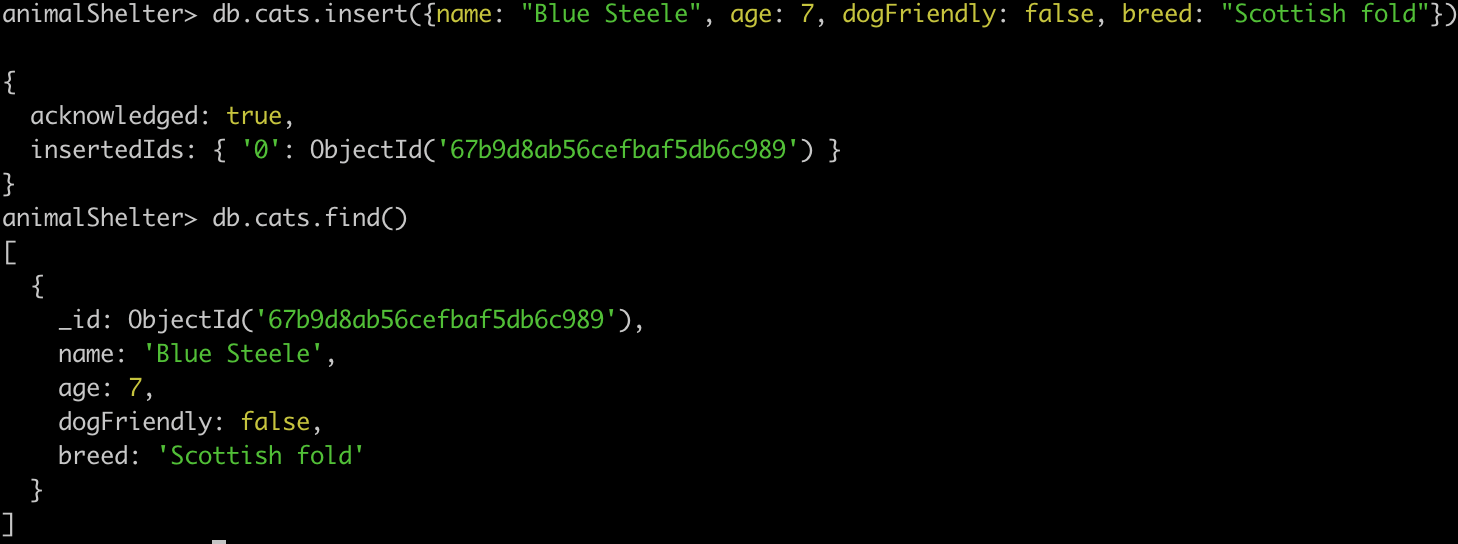 animalShelter> db.cats.insert({name: "Blue Steele", age: 7, dogFriendly: false, breed: "Scottish fold"})
{
  acknowledged: true,
  insertedIds: { '0': ObjectId('67b9d8ab56cefbaf5db6c989') }
}
animalShelter> db.cats.find()
[
  {
    _id: ObjectId('67b9d8ab56cefbaf5db6c989'),
    name: 'Blue Steele',
    age: 7,
    dogFriendly: false,
    breed: 'Scottish fold'
  }
]